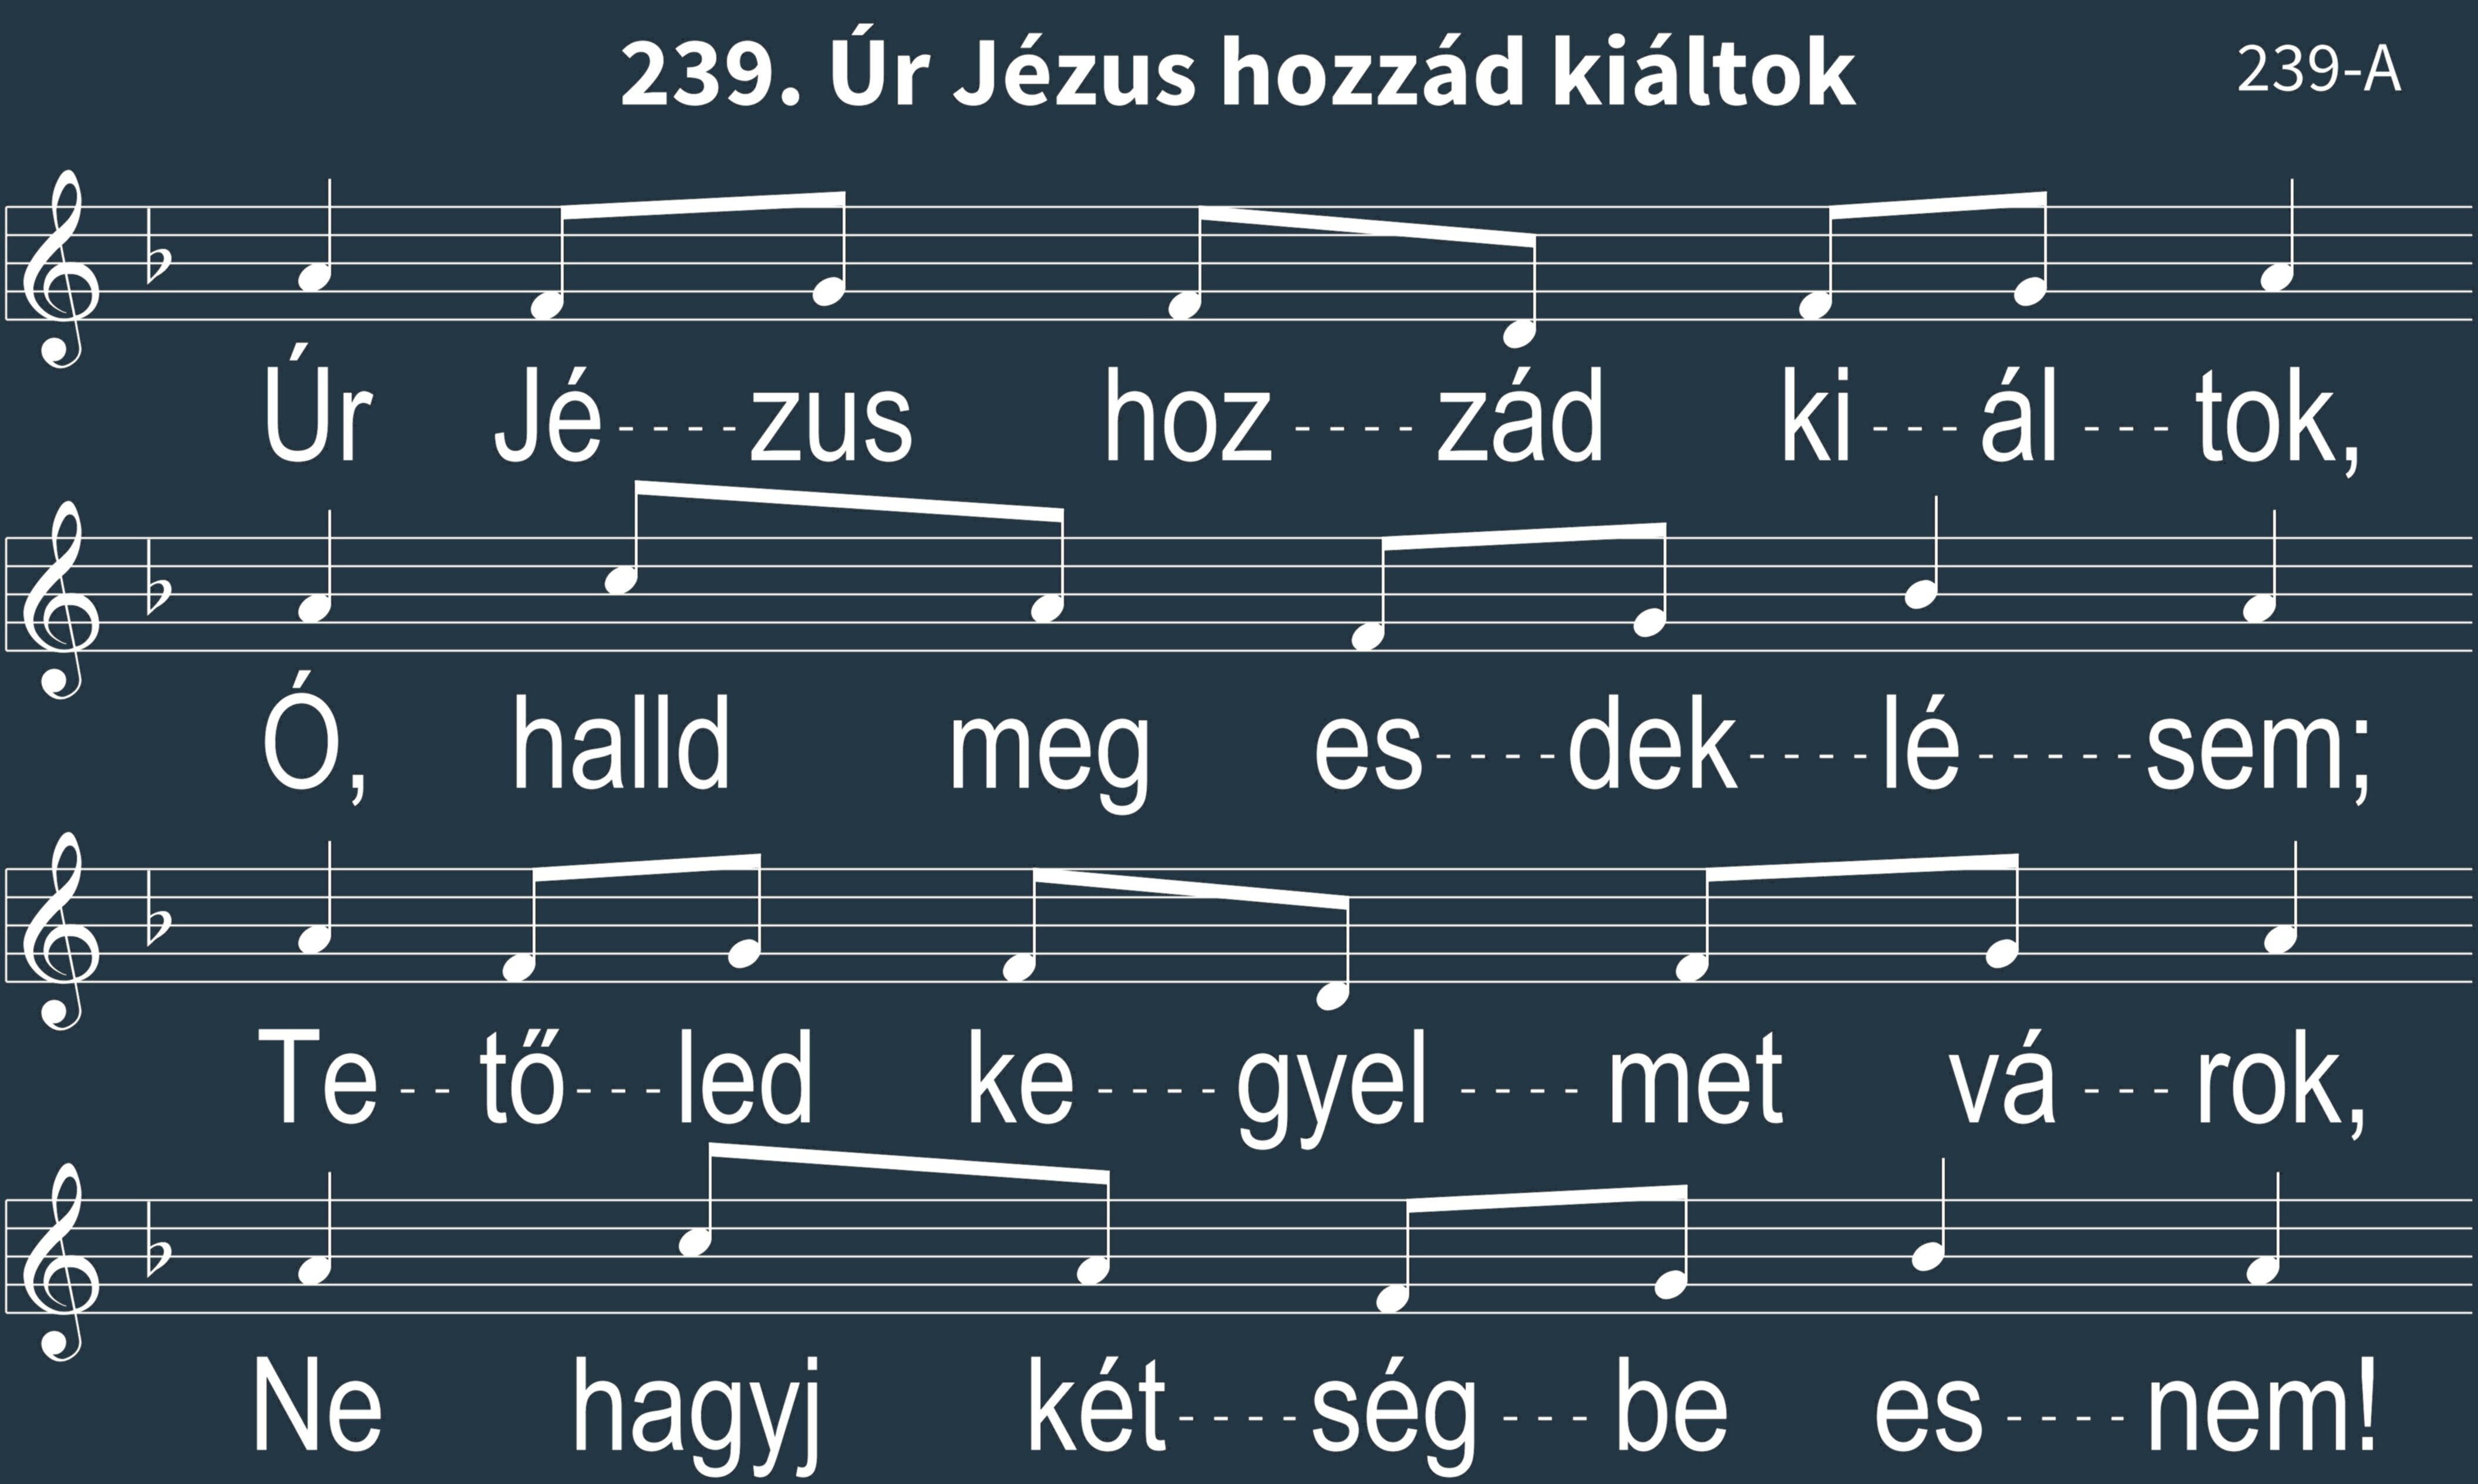 239. Úr Jézus hozzád kiáltok 239-A
Úr Jé----zus hoz----zád ki---ál---tok,
Ó, halld meg es----dek----lé-----sem;
Te--tő---led ke----gyel----met vá---rok,
Ne hagyj két----ség---be es----nem!